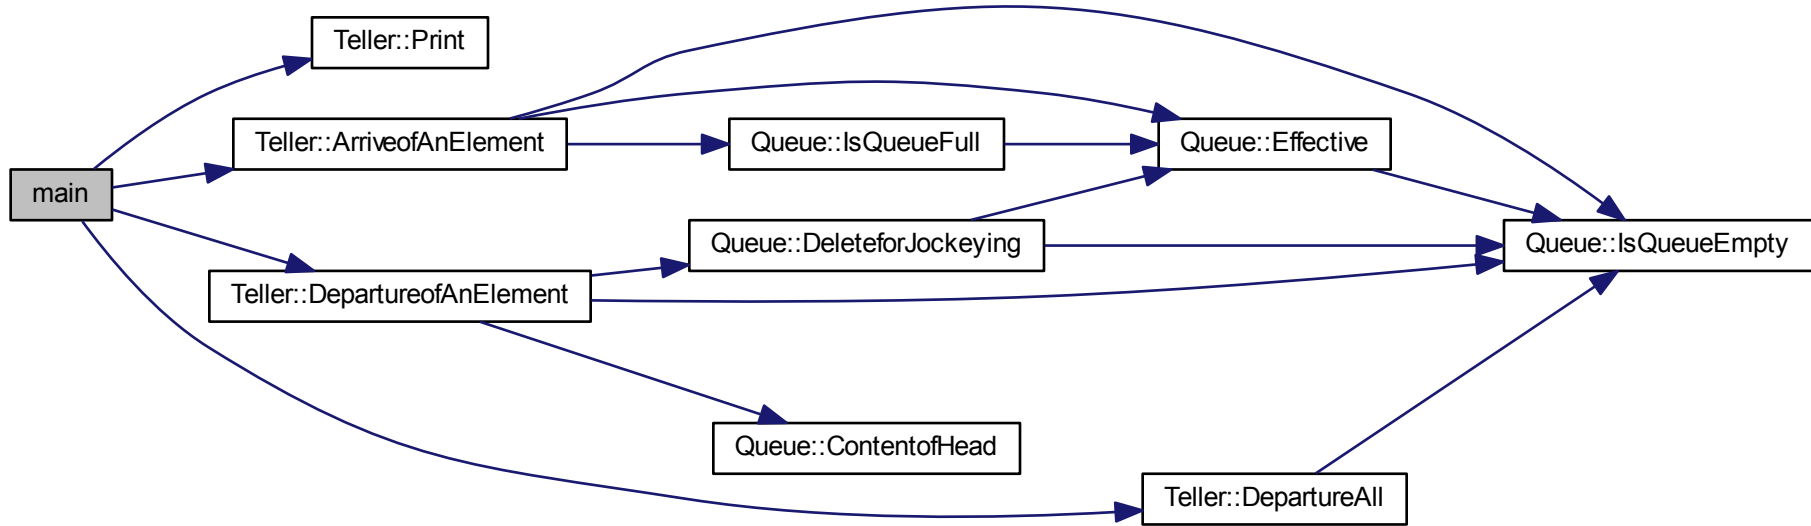 Teller::Print
Teller::ArriveofAnElement
Queue::IsQueueFull
Queue::Effective
main
Queue::DeleteforJockeying
Queue::IsQueueEmpty
Teller::DepartureofAnElement
Queue::ContentofHead
Teller::DepartureAll